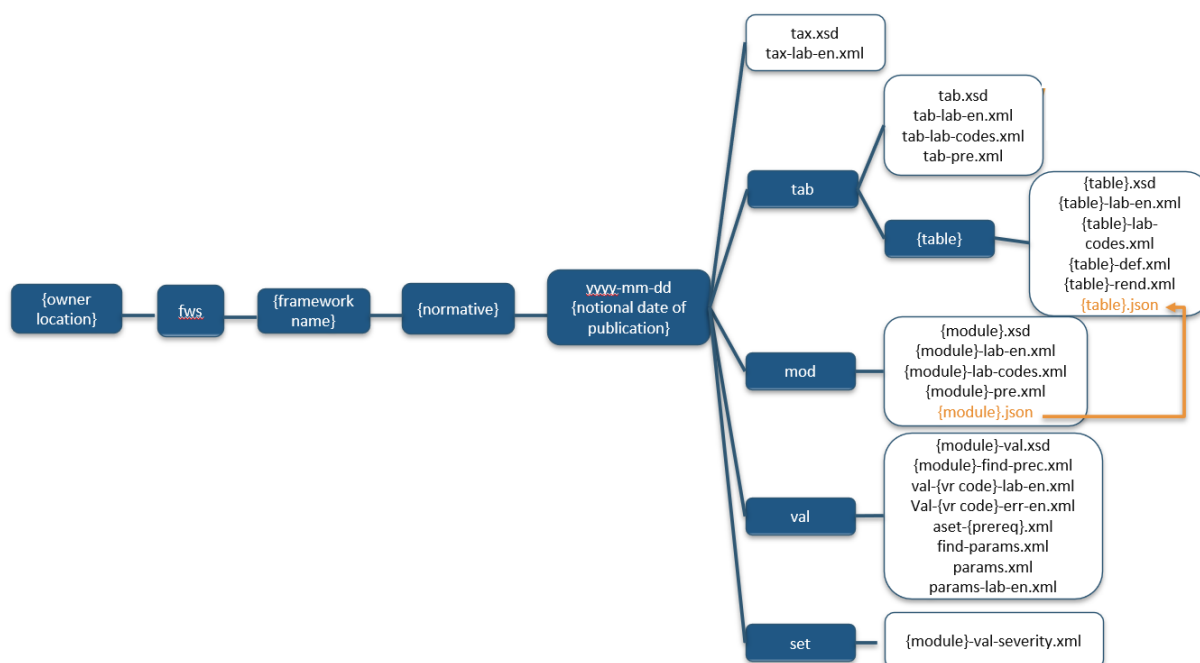 tax.xsd
tax-lab-en.xml
tab.xsd
tab-lab-en.xml
tab-lab-codes.xml
tab-pre.xml
tab
{table}
{table}.xsd
{table}-lab-en.xml
{table}-lab-
codes.xml
{table}-def.xml
{table}-rend.xml
{table}.json
{owner
location}
fws
{framework
name}
{normative}
yyyy-mm-dd
{notional date of
publication}
mod
{module}.xsd
{module}-lab-en.xml
{module}-lab-codes.xml
{module}-pre.xml
{module}.json
val
{module}-val.xsd
{module}-find-prec.xml
val-{vr code}-lab-en.xml
Val-{vr code}-err-en.xml
aset-{prereq}.xml
find-params.xml
params.xml
params-lab-en.xml
set
{module}-val-severity.xml